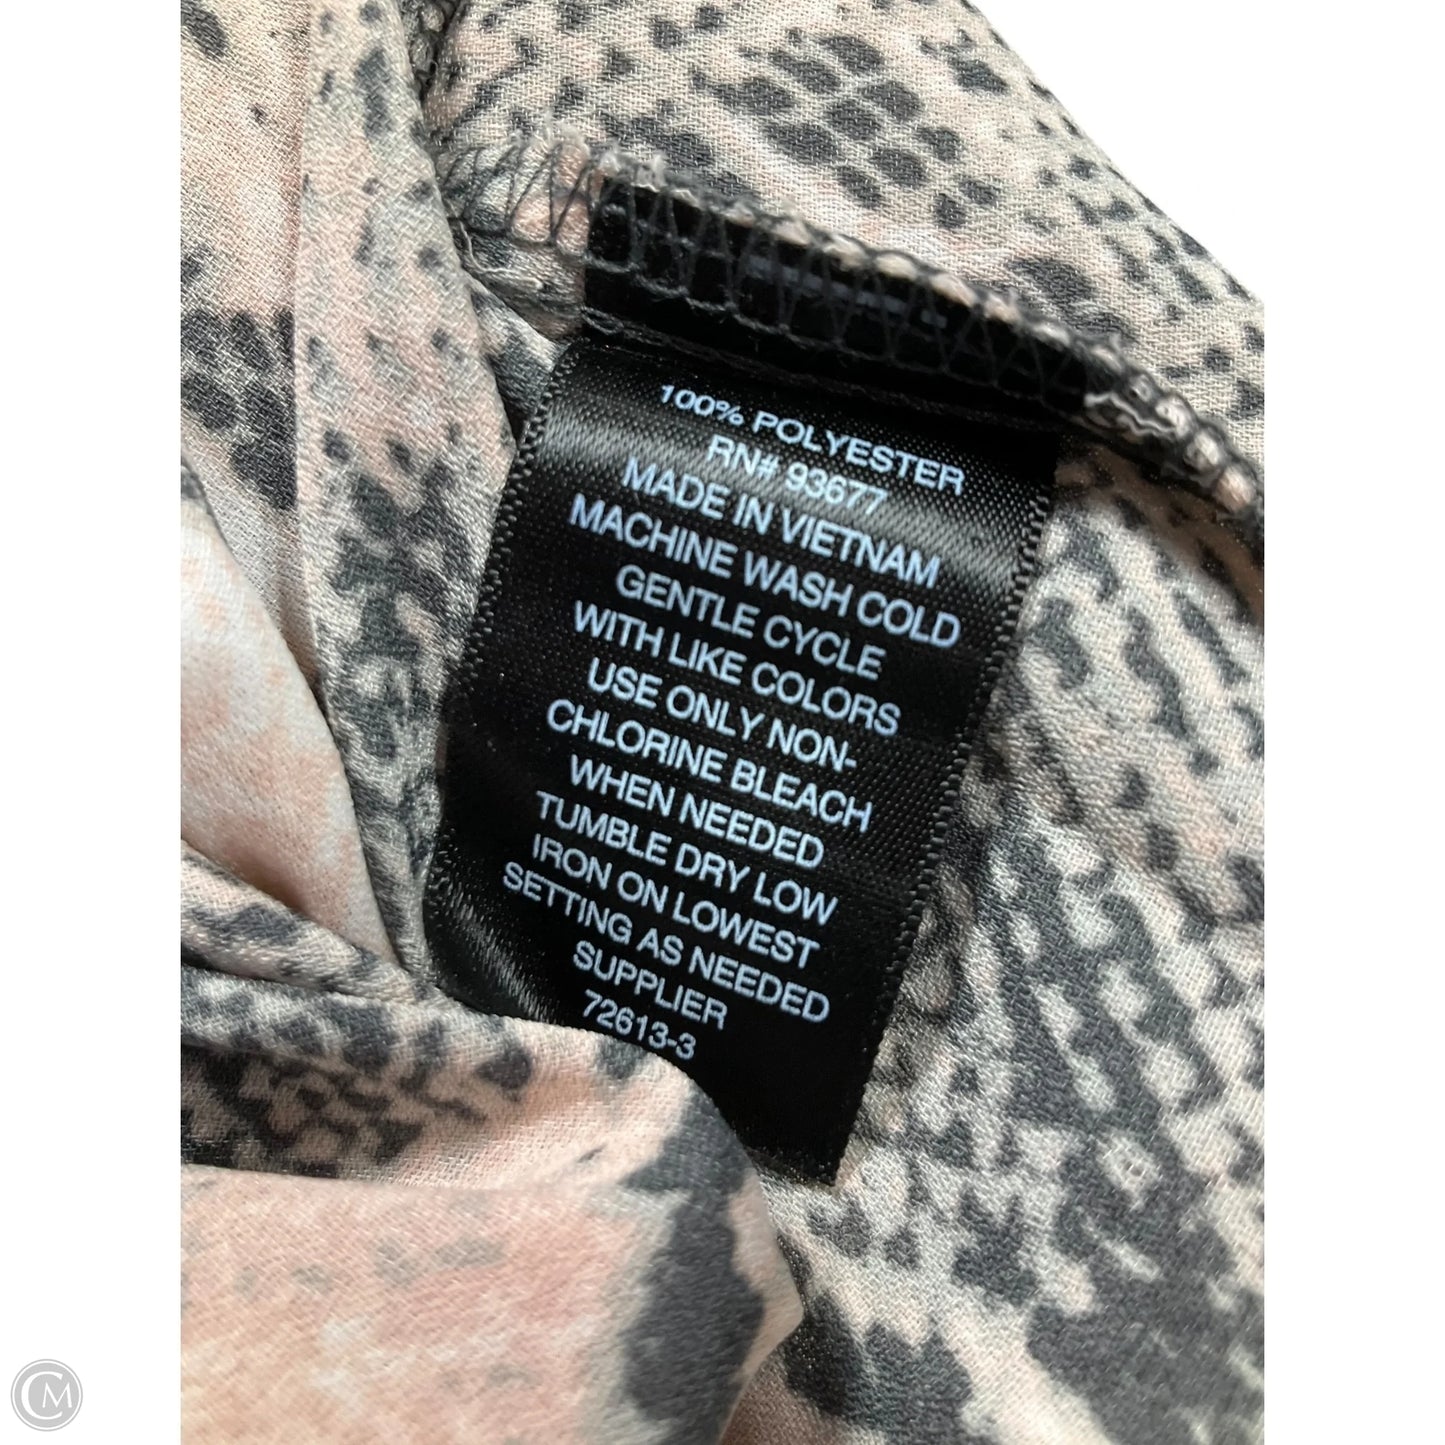 100% POLYESTER
RN# 93677
MADE IN VIETNAM
MACHINE WASH COLD
GENTLE CYCLE
WITH LIKE COLORS
USE ONLY NON-
CHLORINE BLEACH
WHEN NEEDED
TUMBLE DRY LOW
IRON ON LOWEST
SETTING AS NEEDED
SUPPLIER
72613-3
CM